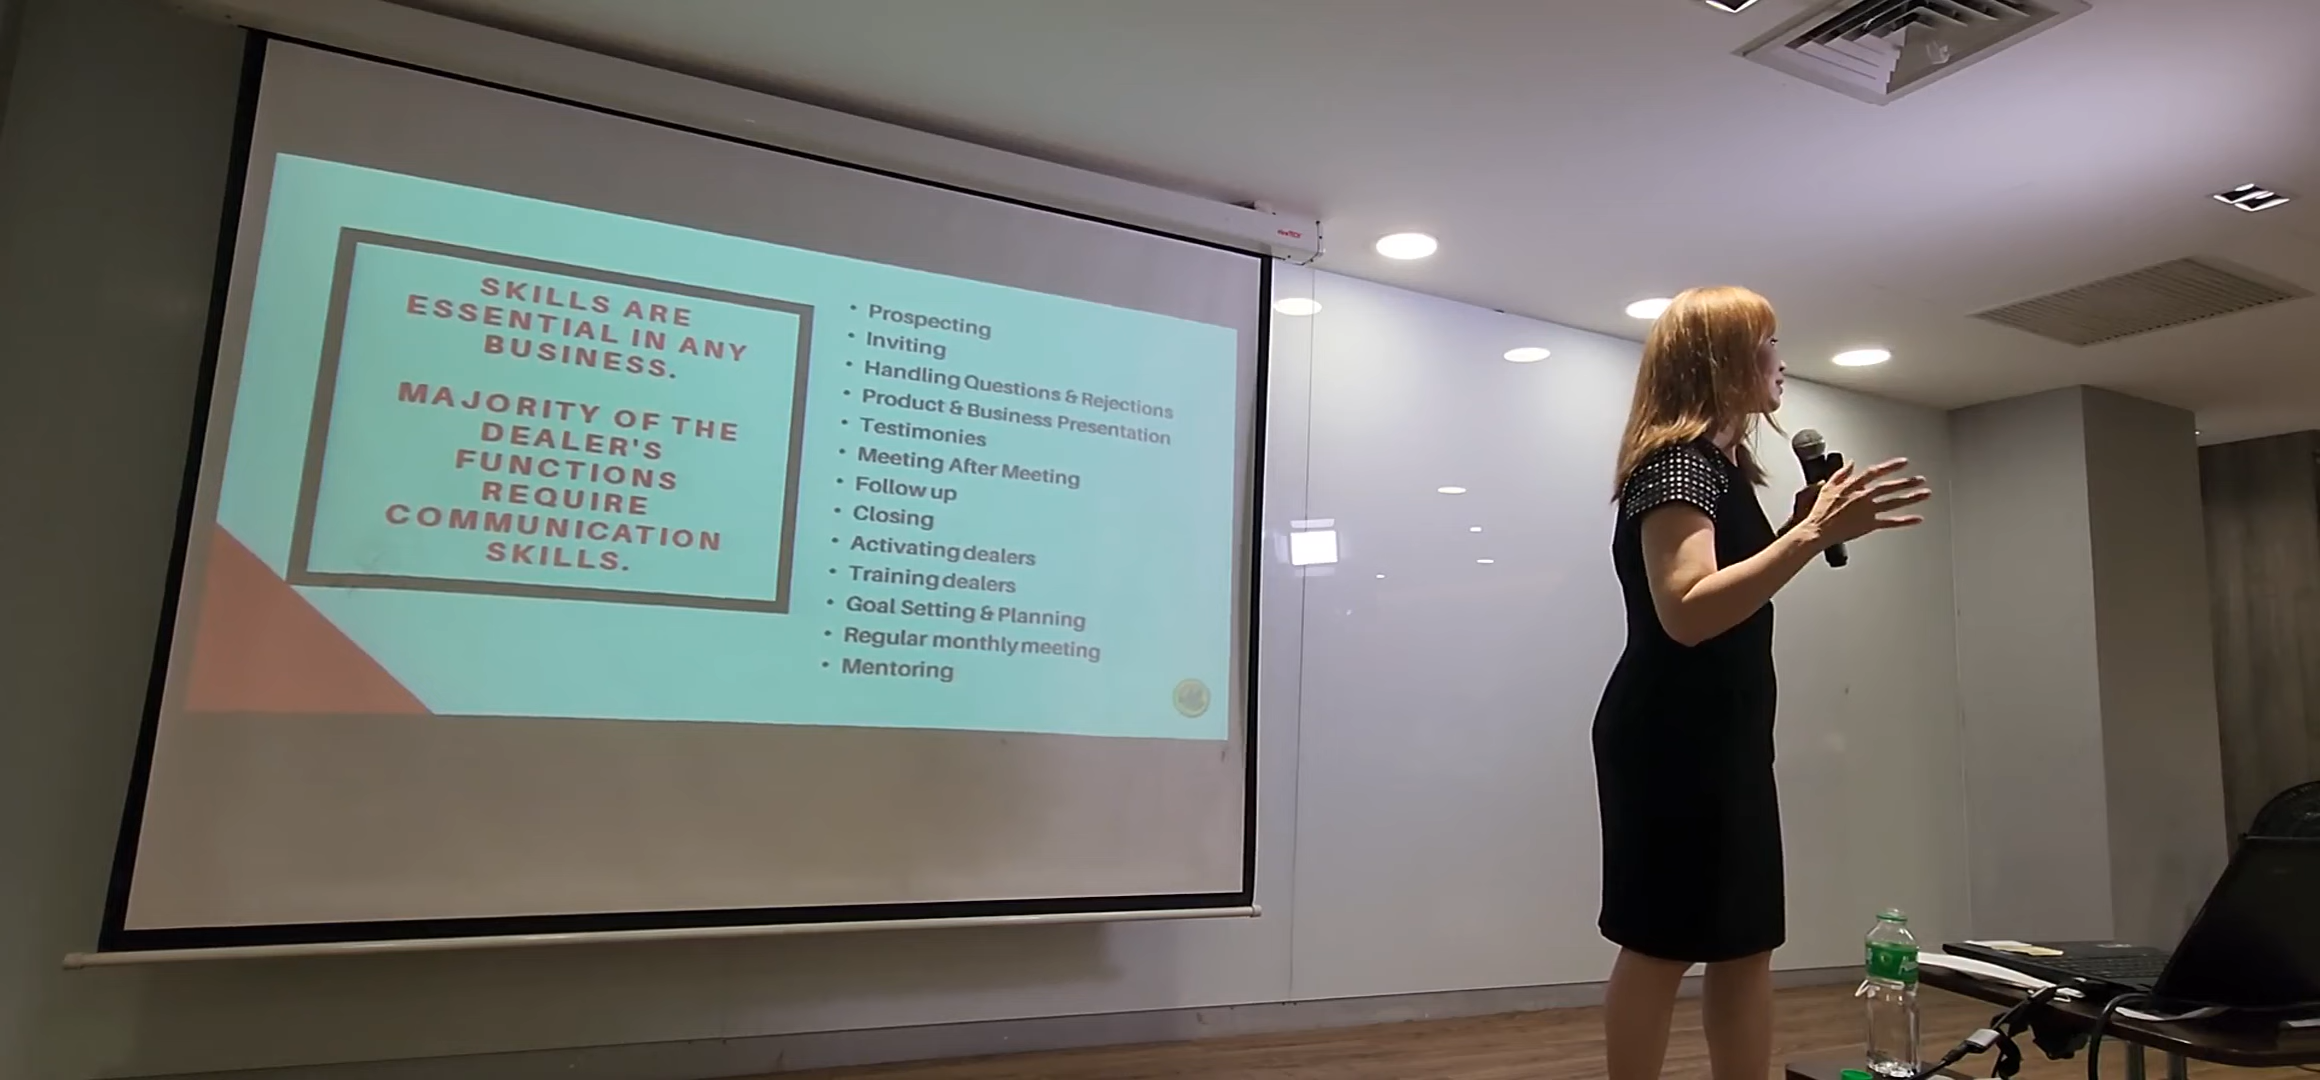 SKILLS ARE
ESSENTIAL IN ANY
BUSINESS.
MAJORITY OF THE
DEALER'S
FUNCTIONS
REQUIRE
COMMUNICATION
SKILLS.
• Prospecting
• Inviting
• Handling Questions & Rejections
• Product & Business Presentation
• Testimonies
• Meeting After Meeting
• Follow up
• Closing
• Activating dealers
• Training dealers
• Goal Setting & Planning
• Regular monthly meeting
• Mentoring